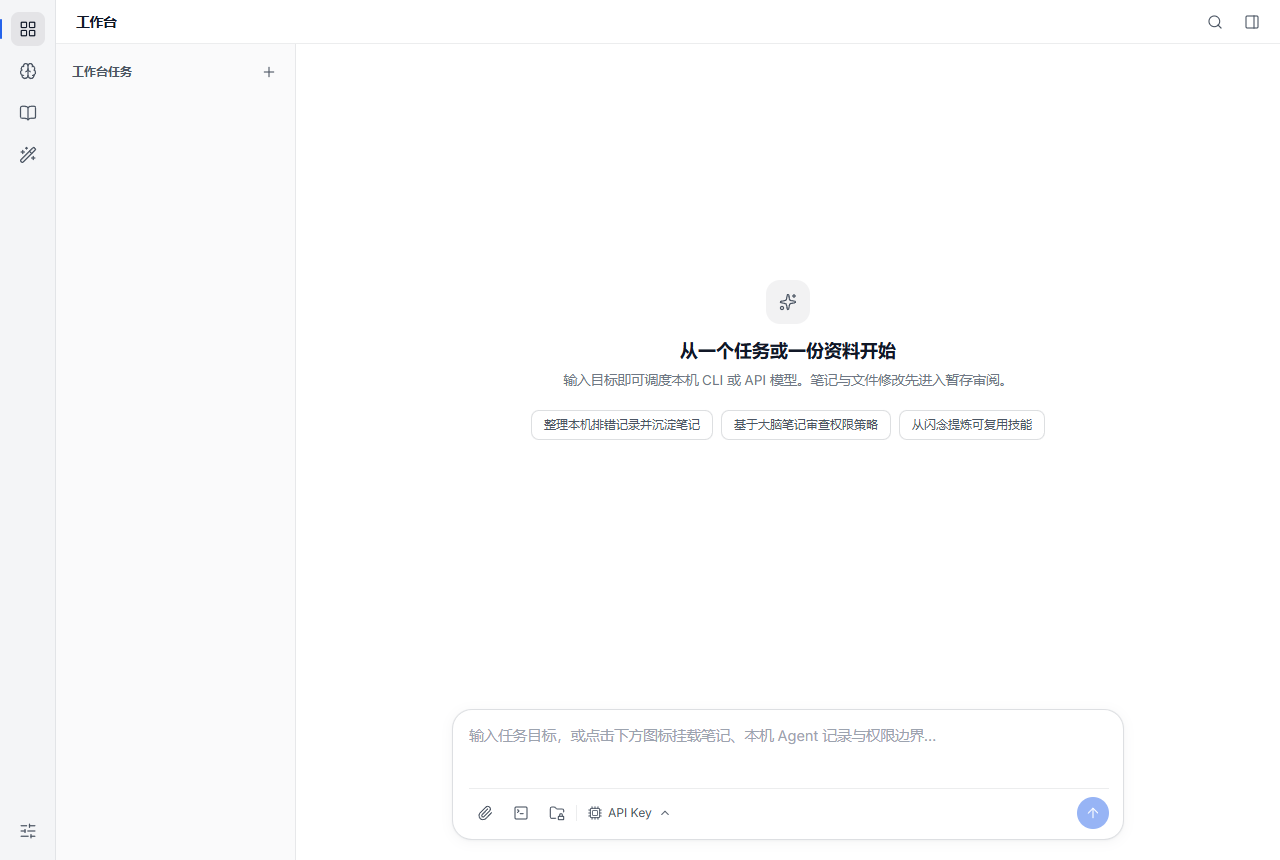 工作台
工作台任务
从一个任务或一份资料开始
输入目标即可调度本机 CLI 或 API 模型。笔记与文件修改先进入暂存审阅。
整理本机排错记录并沉淀笔记
基于大脑笔记审查权限策略
从闪念提炼可复用技能
输入任务目标，或点击下方图标挂载笔记、本机 Agent 记录与权限边界...
API Key